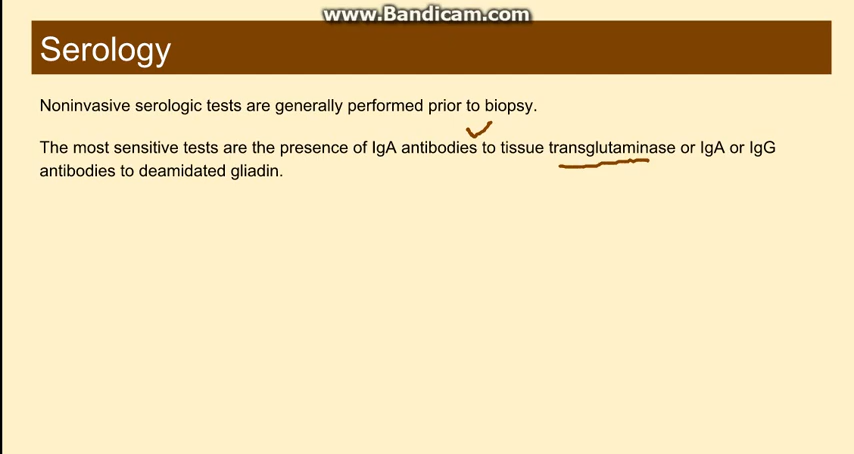 www.Bandicam.com
Serology
Noninvasive serologic tests are generally performed prior to biopsy.
The most sensitive tests are the presence of IgA antibodies to tissue transglutaminase or IgA or IgG
antibodies to deamidated gliadin.